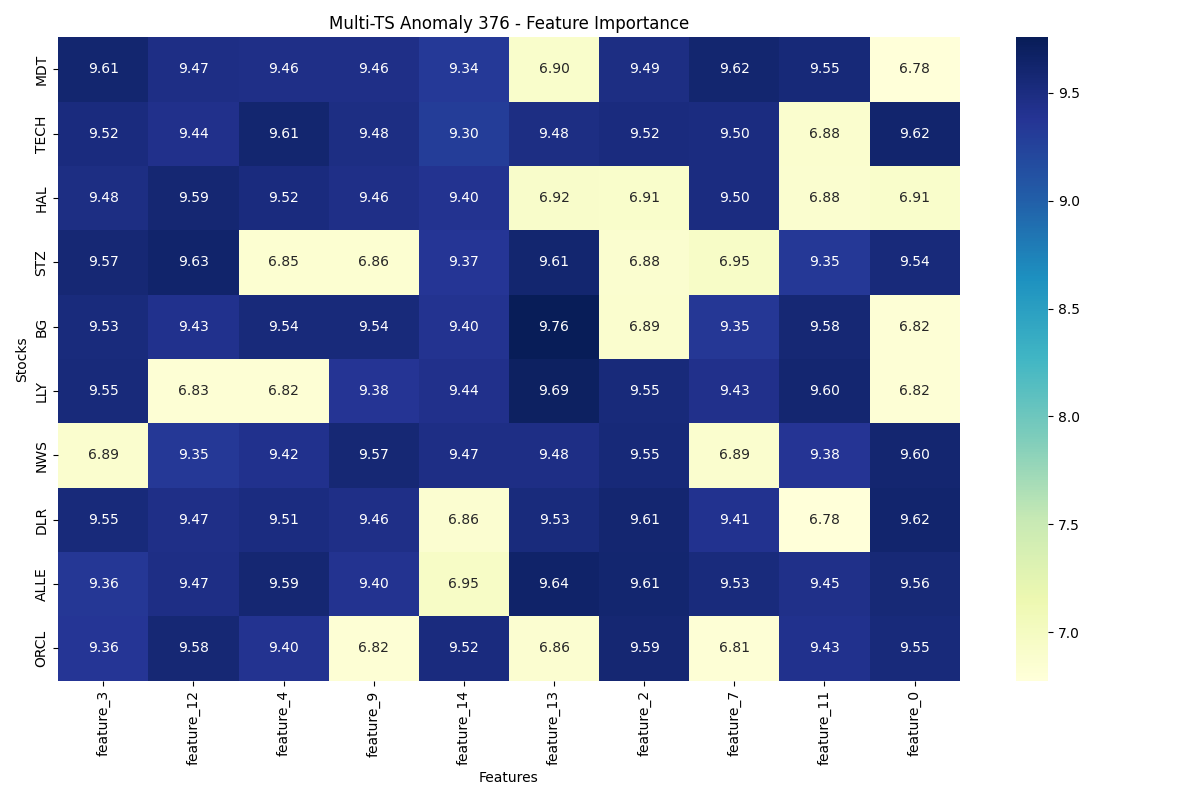 Multi-TS Anomaly 376 - Feature Importance
Stocks
MDT 9.61 9.47 9.46 9.46 9.34 6.90 9.49 9.62 9.55 6.78
TECH 9.52 9.44 9.61 9.48 9.30 9.48 9.52 9.50 6.88 9.62
HAL 9.48 9.59 9.52 9.46 9.40 6.92 6.91 9.50 6.88 6.91
STZ 9.57 9.63 6.85 6.86 9.37 9.61 6.88 6.95 9.35 9.54
BG 9.53 9.43 9.54 9.54 9.40 9.76 6.89 9.35 9.58 6.82
LLY 9.55 6.83 6.82 9.38 9.44 9.69 9.55 9.43 9.60 6.82
NWS 6.89 9.35 9.42 9.57 9.47 9.48 9.55 6.89 9.38 9.60
DLR 9.55 9.47 9.51 9.46 6.86 9.53 9.61 9.41 6.78 9.62
ALLE 9.36 9.47 9.59 9.40 6.95 9.64 9.61 9.53 9.45 9.56
ORCL 9.36 9.58 9.40 6.82 9.52 6.86 9.59 6.81 9.43 9.55
feature_3 feature_12 feature_4 feature_9 feature_14 feature_13 feature_2 feature_7 feature_11 feature_0
Features
9.5
9.0
8.5
8.0
7.5
7.0